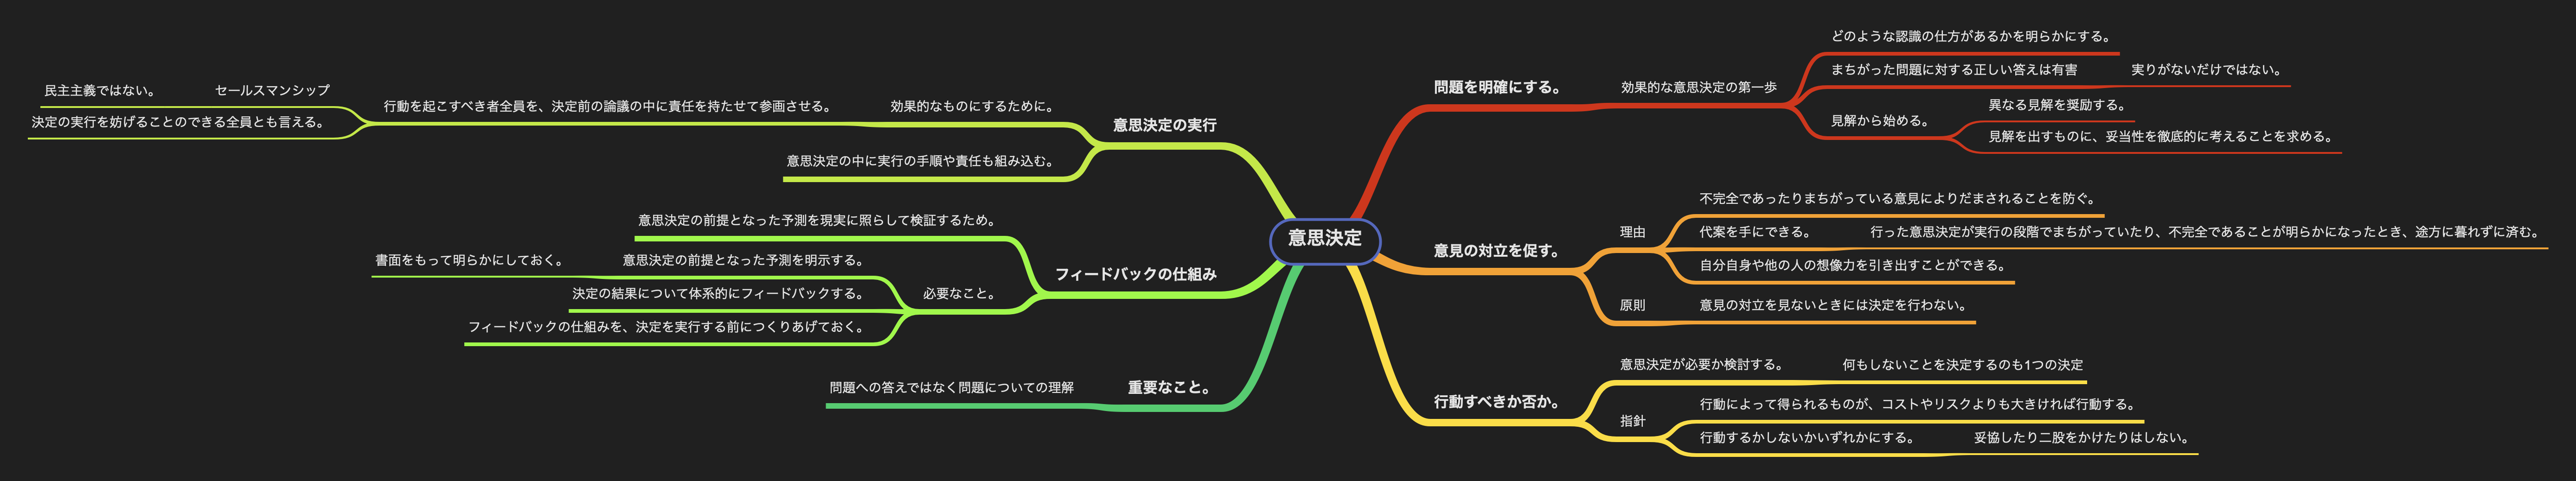 意思決定
問題を明確にする。
効果的な意思決定の第一歩
どのような認識の仕方があるかを明らかにする。
まちがった問題に対する正しい答えは有害
実りがないだけではない。
見解から始める。
異なる見解を奨励する。
見解を出すものに、妥当性を徹底的に考えることを求める。
意見の対立を促す。
理由
不完全であったりまちがっている意見によりだまされることを防ぐ。
代案を手にできる。
行った意思決定が実行の段階でまちがっていたり、不完全であることが明らかになったとき、途方に暮れずに済む。
自分自身や他の人の想像力を引き出すことができる。
原則
意見の対立を見ないときには決定を行わない。
行動すべきか否か。
意思決定が必要か検討する。
何もしないことを決定するのも1つの決定
指針
行動によって得られるものが、コストやリスクよりも大きければ行動する。
行動するかしないかいずれかにする。
妥協したり二股をかけたりはしない。
意思決定の実行
効果的なものにするために。
行動を起こすべき者全員を、決定前の論議の中に責任を持たせて参画させる。
セールスマンシップ
民主主義ではない。
決定の実行を妨げることのできる全員とも言える。
意思決定の中に実行の手順や責任も組み込む。
フィードバックの仕組み
意思決定の前提となった予測を現実に照らして検証するため。
必要なこと。
意思決定の前提となった予測を明示する。
書面をもって明らかにしておく。
決定の結果について体系的にフィードバックする。
フィードバックの仕組みを、決定を実行する前につくりあげておく。
重要なこと。
問題への答えではなく問題についての理解